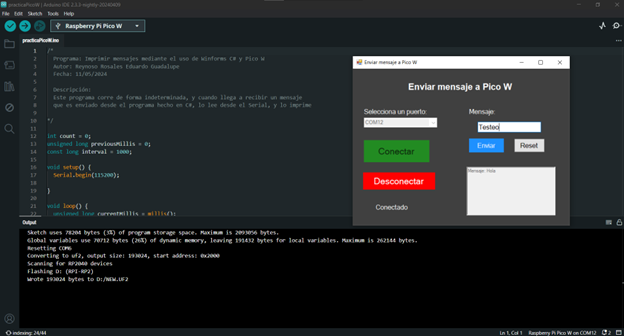 practicaPicoW | Arduino IDE 2.3.3-nightly-20240409
File Edit Sketch Tools Help
Raspberry Pi Pico W
practicaPicoW.ino
1 /*
2 Programa: Imprimir mensajes mediante el uso de Winforms C# y Pico W
3 Autor: Reynoso Rosales Eduardo Guadalupe
4 Fecha: 11/05/2024
5
6 Descripción:
7 Este programa corre de forma indeterminada, y cuando llega a recibir un mensaje
8 que es enviado desde el programa hecho en C#, lo lee desde el Serial, y lo imprime
9
10 */
11
12 int count = 0;
13 unsigned long previousMillis = 0;
14 const long interval = 1000;
15
16 void setup() {
17 Serial.begin(115200);
18
19 }
20
21 void loop() {
22 unsigned long currentMillis = millis();
Enviar mensaje a Pico W
Enviar mensaje a Pico W
Selecciona un puerto:
Mensaje:
COM12
Testeo
Conectar
Enviar
Reset
Desconectar
Mensaje: Hola
Conectado
Output
Sketch uses 78204 bytes (3%) of program storage space. Maximum is 2093056 bytes.
Global variables use 70712 bytes (26%) of dynamic memory, leaving 191432 bytes for local variables. Maximum is 262144 bytes.
Resetting COM6
Converting to uf2, output size: 193024, start address: 0x2000
Scanning for RP2040 devices
Flashing D: (RPI-RP2)
Wrote 193024 bytes to D:/NEW.UF2
indexing: 24/44
Ln 1, Col 1 Raspberry Pi Pico W on COM12 2